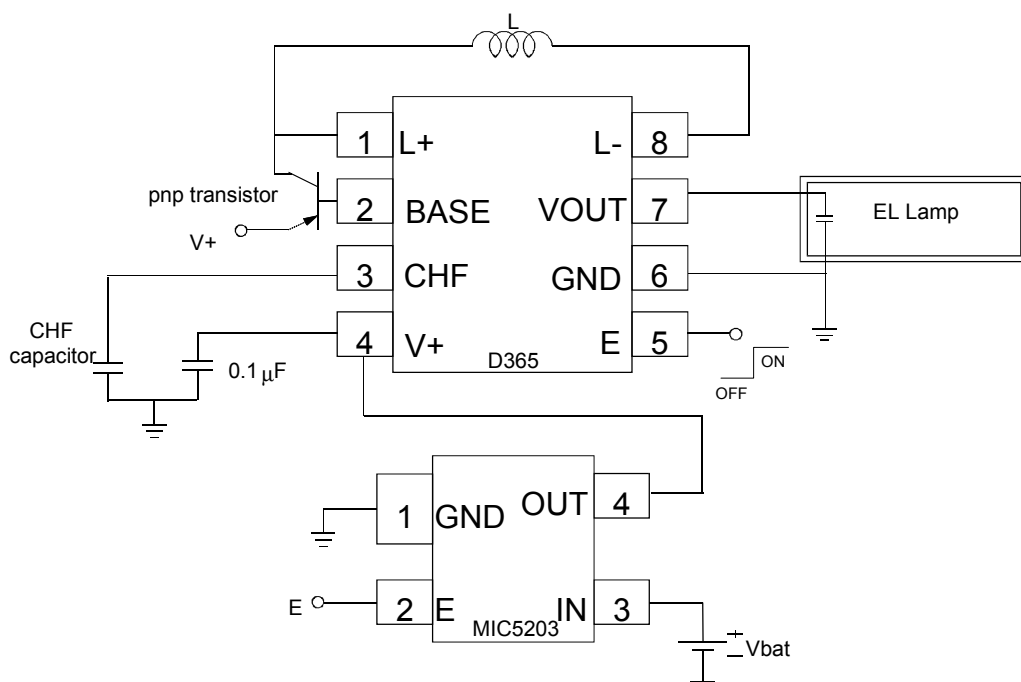 L
1
L+
L-
8
pnp transistor
2
BASE
VOUT
7
EL Lamp
V+
3
CHF
GND
6
CHF
capacitor
0.1 µF
4
V+
E
5
D365
ON
OFF
1
GND
OUT
4
E
2
E
IN
3
MIC5203
+
–
Vbat